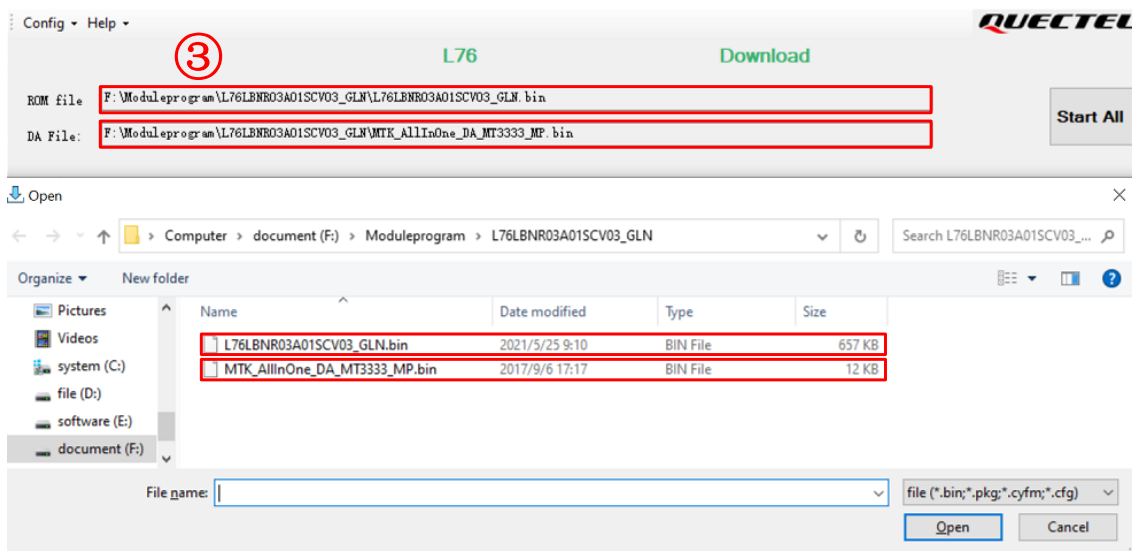 Config Help
QUECTEL
③ L76 Download
ROM file F:\Moduleprogram\L76LBNR03A01SCV03_GLN\L76LBNR03A01SCV03_GLN.bin
DA File: F:\Moduleprogram\L76LBNR03A01SCV03_GLN\MTK_AllInOne_DA_MT3333_MP.bin
Start All
Open
Computer > document (F:) > Moduleprogram > L76LBNR03A01SCV03_GLN
Search L76LBNR03A01SCV03_...
Organize New folder
Name Date modified Type Size
Pictures
Videos
system (C:)
file (D:)
software (E:)
document (F:)
L76LBNR03A01SCV03_GLN.bin 2021/5/25 9:10 BIN File 657 KB
MTK_AllInOne_DA_MT3333_MP.bin 2017/9/6 17:17 BIN File 12 KB
File name: file (*.bin;*.pkg;*.cyfm;*.cfg)
Open Cancel